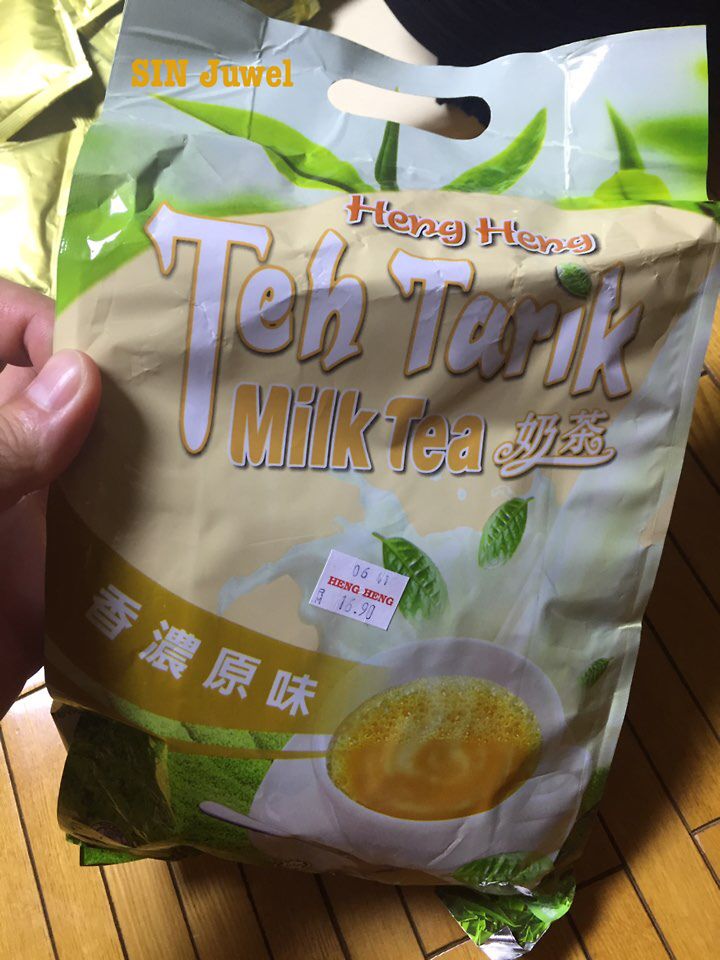 SIN Juwel
Heng Heng
Teh Tarik
Milk Tea 奶茶
HENG HENG
16.90
香濃原味